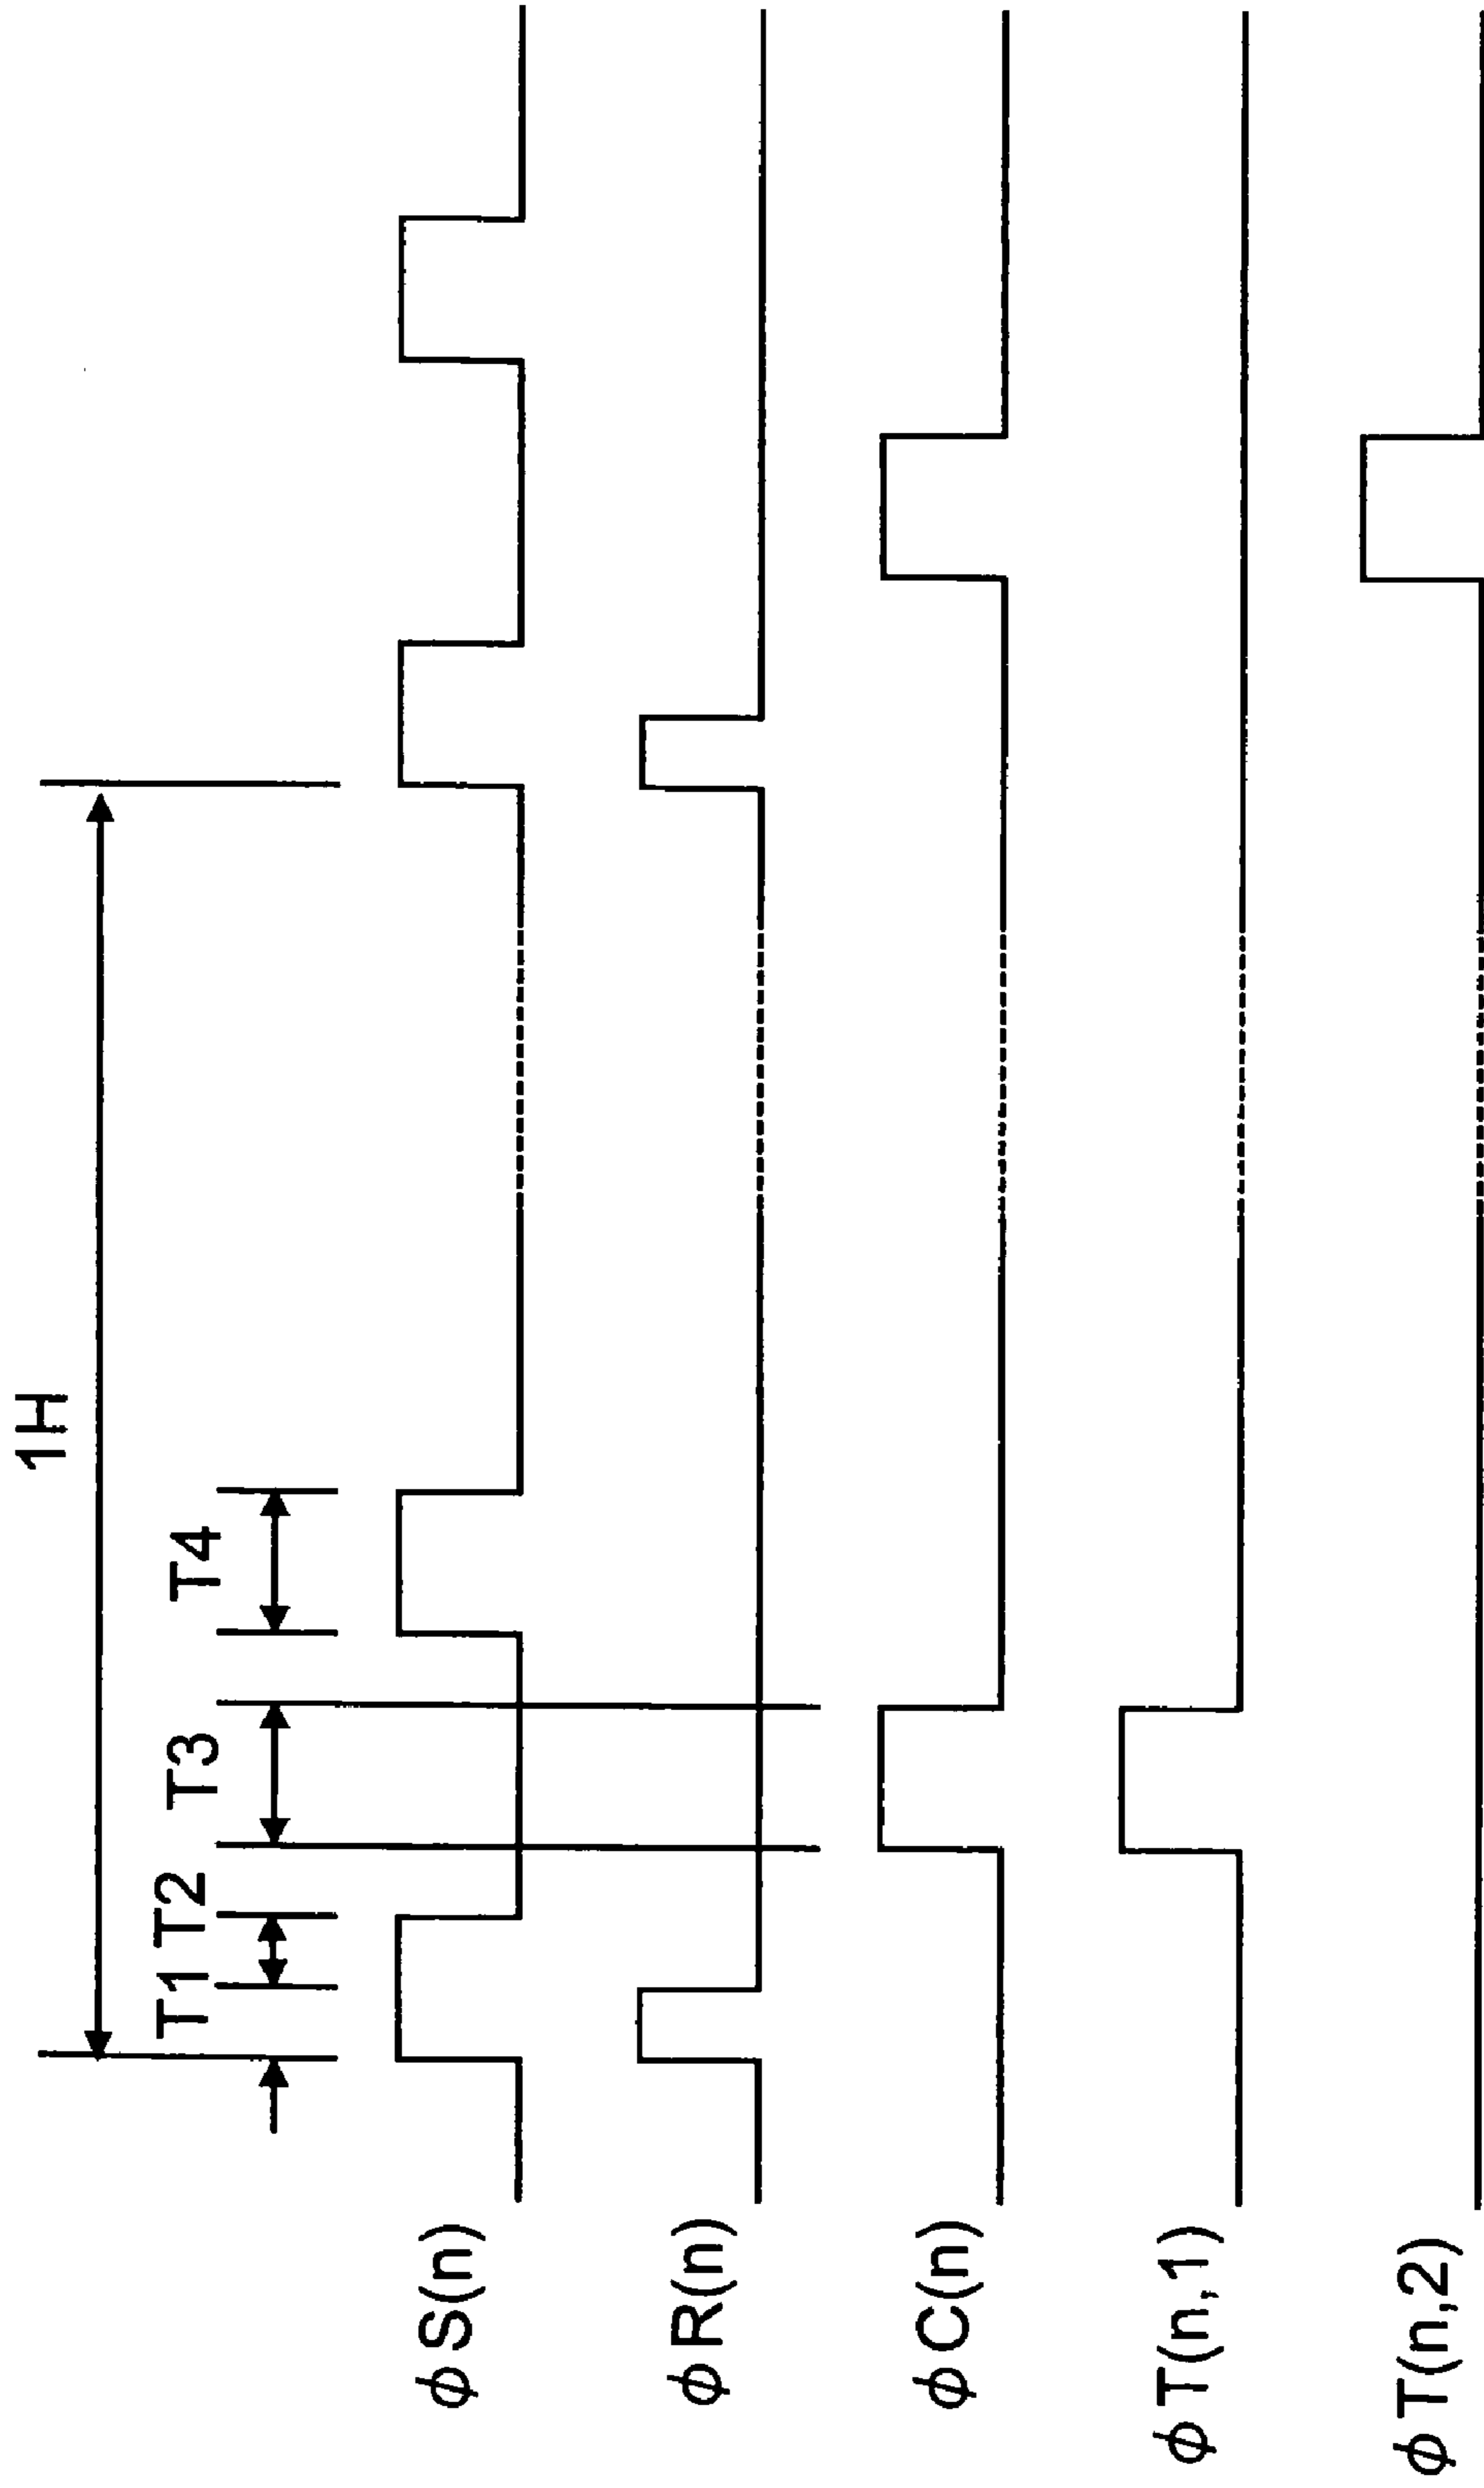 1H
T1 T2 T3 T4
φS(n)
φR(n)
φC(n)
φT(n,1)
φT(n,2)